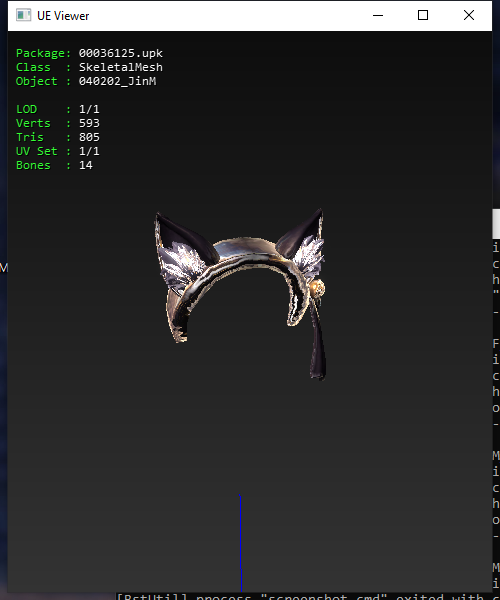 UE Viewer
Package: 00036125.upk
Class : SkeletalMesh
Object : 040202_JinM
LOD : 1/1
Verts : 593
Tris : 805
UV Set : 1/1
Bones : 14
M
i
c
h
"
-
F
i
c
h
o
-
M
i
c
h
o
-
M
i
[BstUtil] process "screenshot.cmd" exited with c